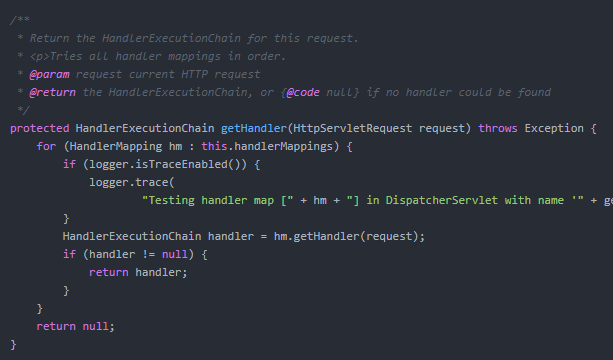 /**
 * Return the HandlerExecutionChain for this request.
 * <p>Tries all handler mappings in order.
 * @param request current HTTP request
 * @return the HandlerExecutionChain, or {@code null} if no handler could be found
 */
protected HandlerExecutionChain getHandler(HttpServletRequest request) throws Exception {
    for (HandlerMapping hm : this.handlerMappings) {
        if (logger.isTraceEnabled()) {
            logger.trace(
                    "Testing handler map [" + hm + "] in DispatcherServlet with name '" + ge
        }
        HandlerExecutionChain handler = hm.getHandler(request);
        if (handler != null) {
            return handler;
        }
    }
    return null;
}